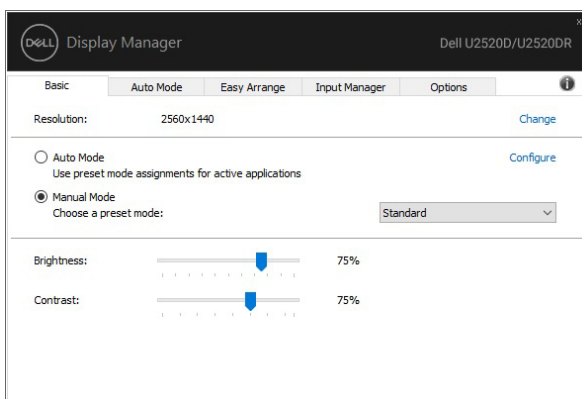 DELL Display Manager
Dell U2520D/U2520DR
Basic Auto Mode Easy Arrange Input Manager Options
Resolution: 2560x1440 Change
Auto Mode Configure
Use preset mode assignments for active applications
Manual Mode
Choose a preset mode: Standard
Brightness: 75%
Contrast: 75%